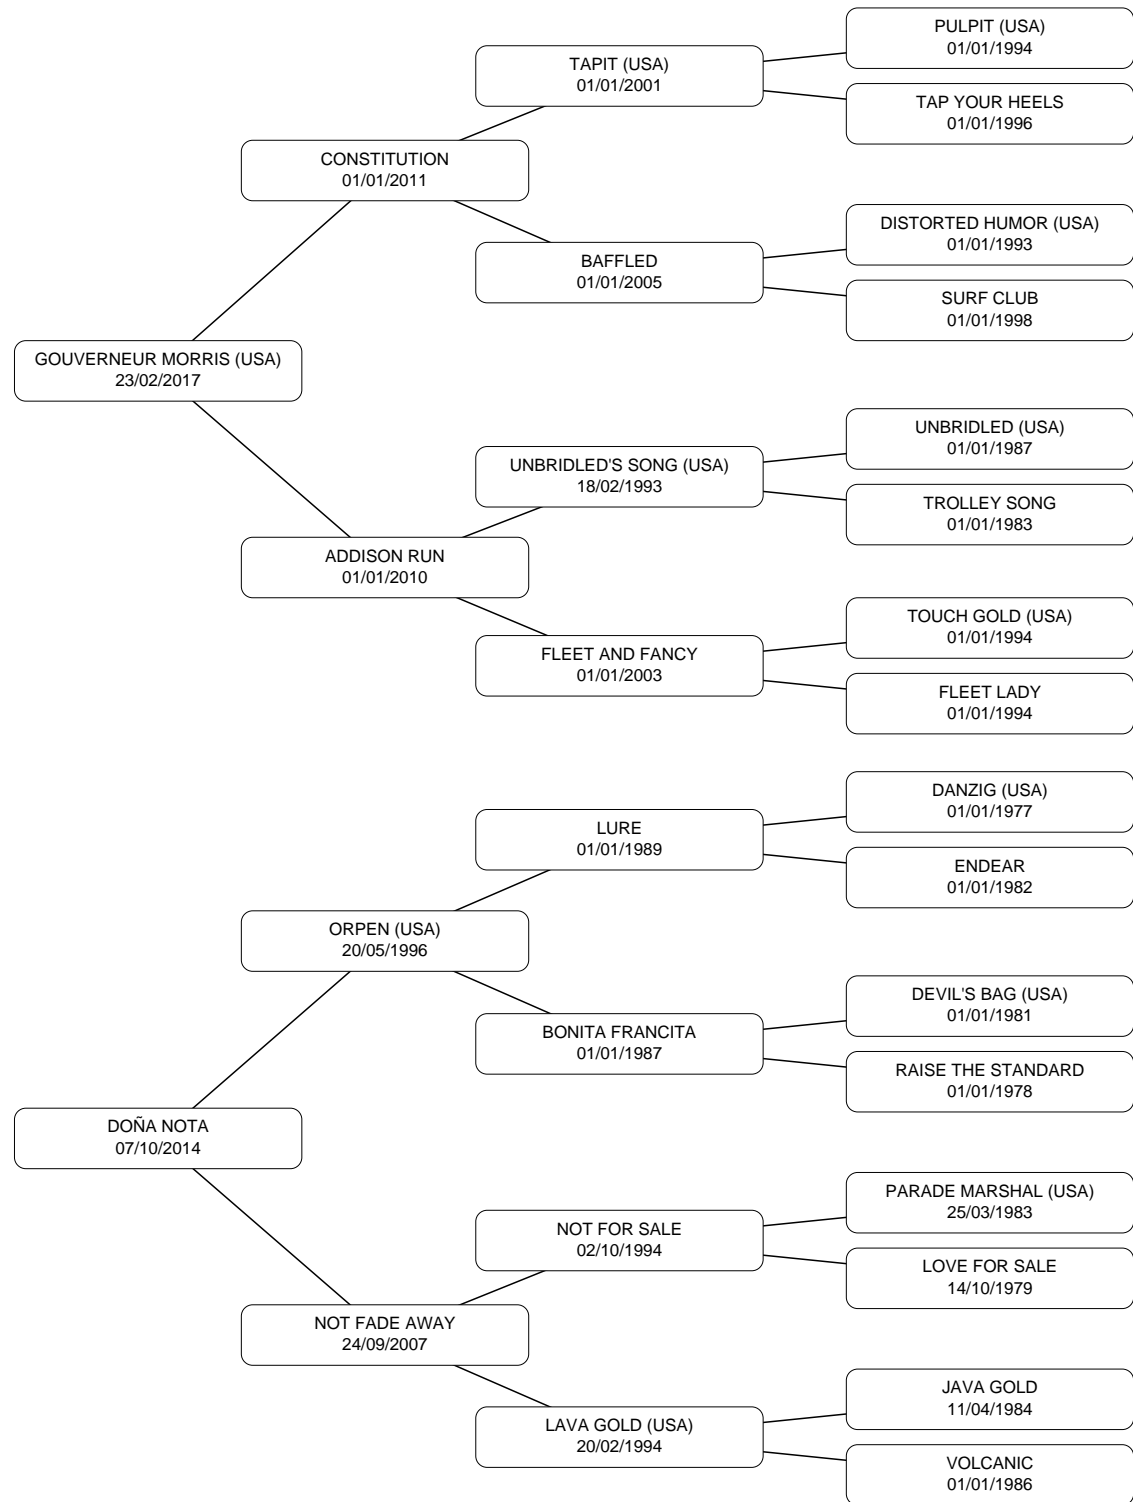 PULPIT (USA)
01/01/1994
TAPIT (USA)
01/01/2001
TAP YOUR HEELS
01/01/1996
CONSTITUTION
01/01/2011
DISTORTED HUMOR (USA)
01/01/1993
BAFFLED
01/01/2005
SURF CLUB
01/01/1998
GOUVERNEUR MORRIS (USA)
23/02/2017
UNBRIDLED (USA)
01/01/1987
UNBRIDLED'S SONG (USA)
18/02/1993
TROLLEY SONG
01/01/1983
ADDISON RUN
01/01/2010
TOUCH GOLD (USA)
01/01/1994
FLEET AND FANCY
01/01/2003
FLEET LADY
01/01/1994
DANZIG (USA)
01/01/1977
LURE
01/01/1989
ENDEAR
01/01/1982
ORPEN (USA)
20/05/1996
DEVIL'S BAG (USA)
01/01/1981
BONITA FRANCITA
01/01/1987
RAISE THE STANDARD
01/01/1978
DOÑA NOTA
07/10/2014
PARADE MARSHAL (USA)
25/03/1983
NOT FOR SALE
02/10/1994
LOVE FOR SALE
14/10/1979
NOT FADE AWAY
24/09/2007
JAVA GOLD
11/04/1984
LAVA GOLD (USA)
20/02/1994
VOLCANIC
01/01/1986